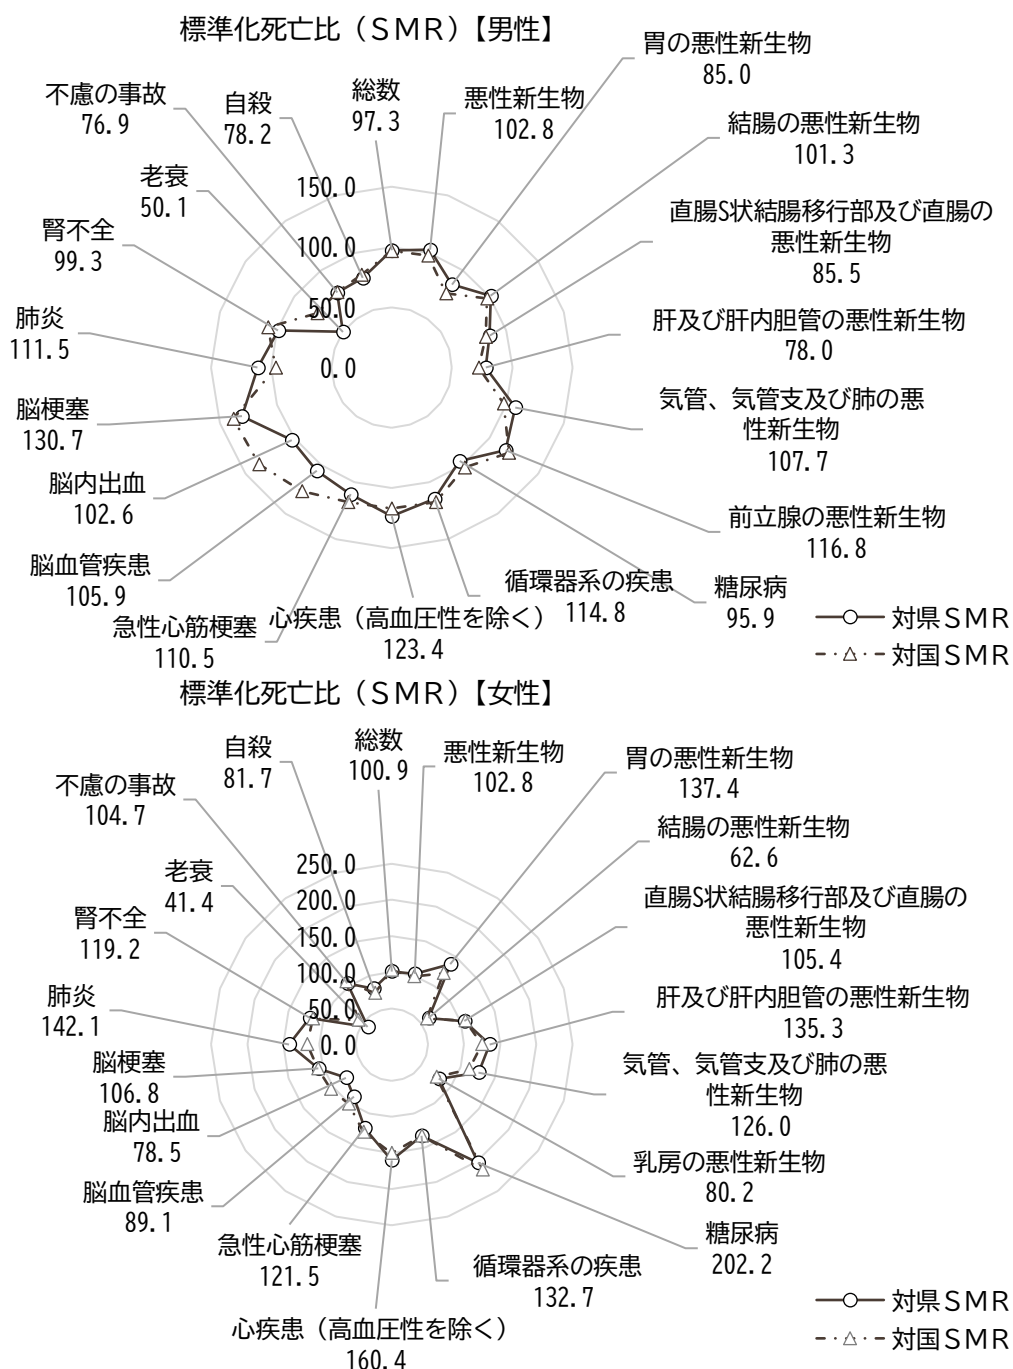 標準化死亡比（ＳＭＲ）【男性】
総数
97.3
悪性新生物
102.8
胃の悪性新生物
85.0
結腸の悪性新生物
101.3
直腸S状結腸移行部及び直腸の
悪性新生物
85.5
肝及び肝内胆管の悪性新生物
78.0
気管、気管支及び肺の悪
性新生物
107.7
前立腺の悪性新生物
116.8
糖尿病
95.9
循環器系の疾患
114.8
心疾患（高血圧性を除く）
123.4
急性心筋梗塞
110.5
脳血管疾患
105.9
脳内出血
102.6
脳梗塞
130.7
肺炎
111.5
腎不全
99.3
老衰
50.1
不慮の事故
76.9
自殺
78.2
150.0
100.0
50.0
0.0
対県ＳＭＲ
対国ＳＭＲ
標準化死亡比（ＳＭＲ）【女性】
総数
100.9
悪性新生物
102.8
胃の悪性新生物
137.4
結腸の悪性新生物
62.6
直腸S状結腸移行部及び直腸の
悪性新生物
105.4
肝及び肝内胆管の悪性新生物
135.3
気管、気管支及び肺の悪
性新生物
126.0
乳房の悪性新生物
80.2
糖尿病
202.2
循環器系の疾患
132.7
心疾患（高血圧性を除く）
160.4
急性心筋梗塞
121.5
脳血管疾患
89.1
脳内出血
78.5
脳梗塞
106.8
肺炎
142.1
腎不全
119.2
老衰
41.4
不慮の事故
104.7
自殺
81.7
250.0
200.0
150.0
100.0
50.0
0.0
対県ＳＭＲ
対国ＳＭＲ